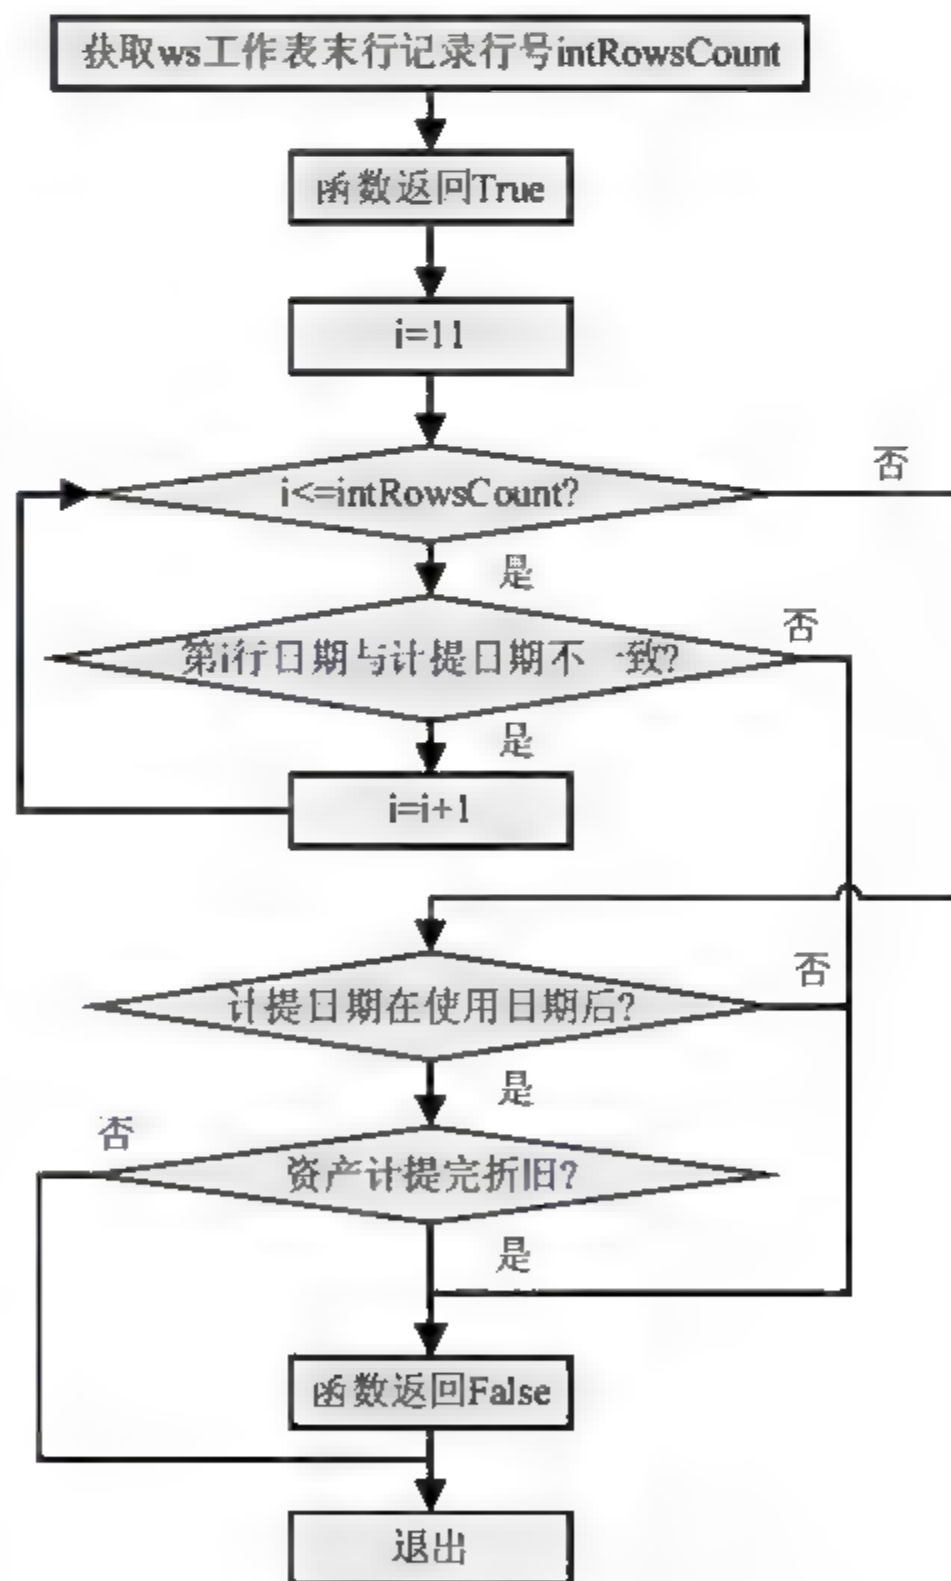 获取ws工作表末行记录行号intRowsCount
函数返回True
i=11
i<=intRowsCount?
否
是
第i行日期与计提日期不一致?
否
是
i=i+1
计提日期在使用日期后?
否
是
否
资产计提完折旧?
是
函数返回False
退出